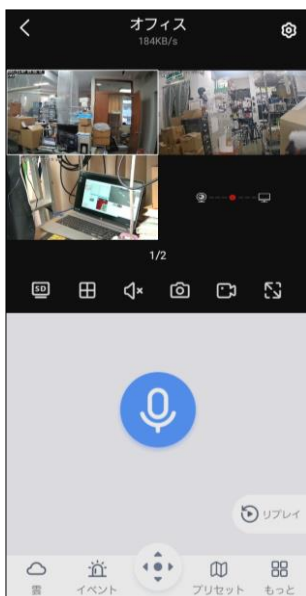 オフィス
184KB/s
1/2
SD
リプレイ
雲
イベント
プリセット
もっと